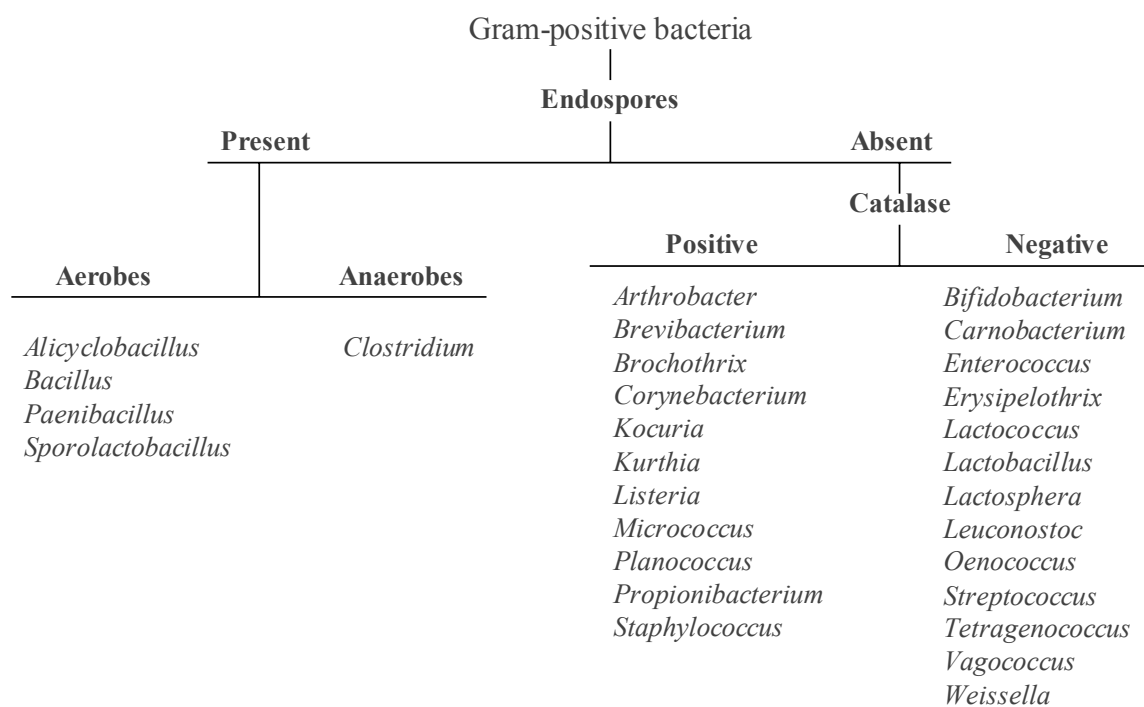 Gram-positive bacteria
Endospores
Present
Absent
Catalase
Positive
Negative
Aerobes
Anaerobes
Alicyclobacillus
Bacillus
Paenibacillus
Sporolactobacillus
Clostridium
Arthrobacter
Brevibacterium
Brochothrix
Corynebacterium
Kocuria
Kurthia
Listeria
Micrococcus
Planococcus
Propionibacterium
Staphylococcus
Bifidobacterium
Carnobacterium
Enterococcus
Erysipelothrix
Lactococcus
Lactobacillus
Lactosphera
Leuconostoc
Oenococcus
Streptococcus
Tetragenococcus
Vagococcus
Weissella